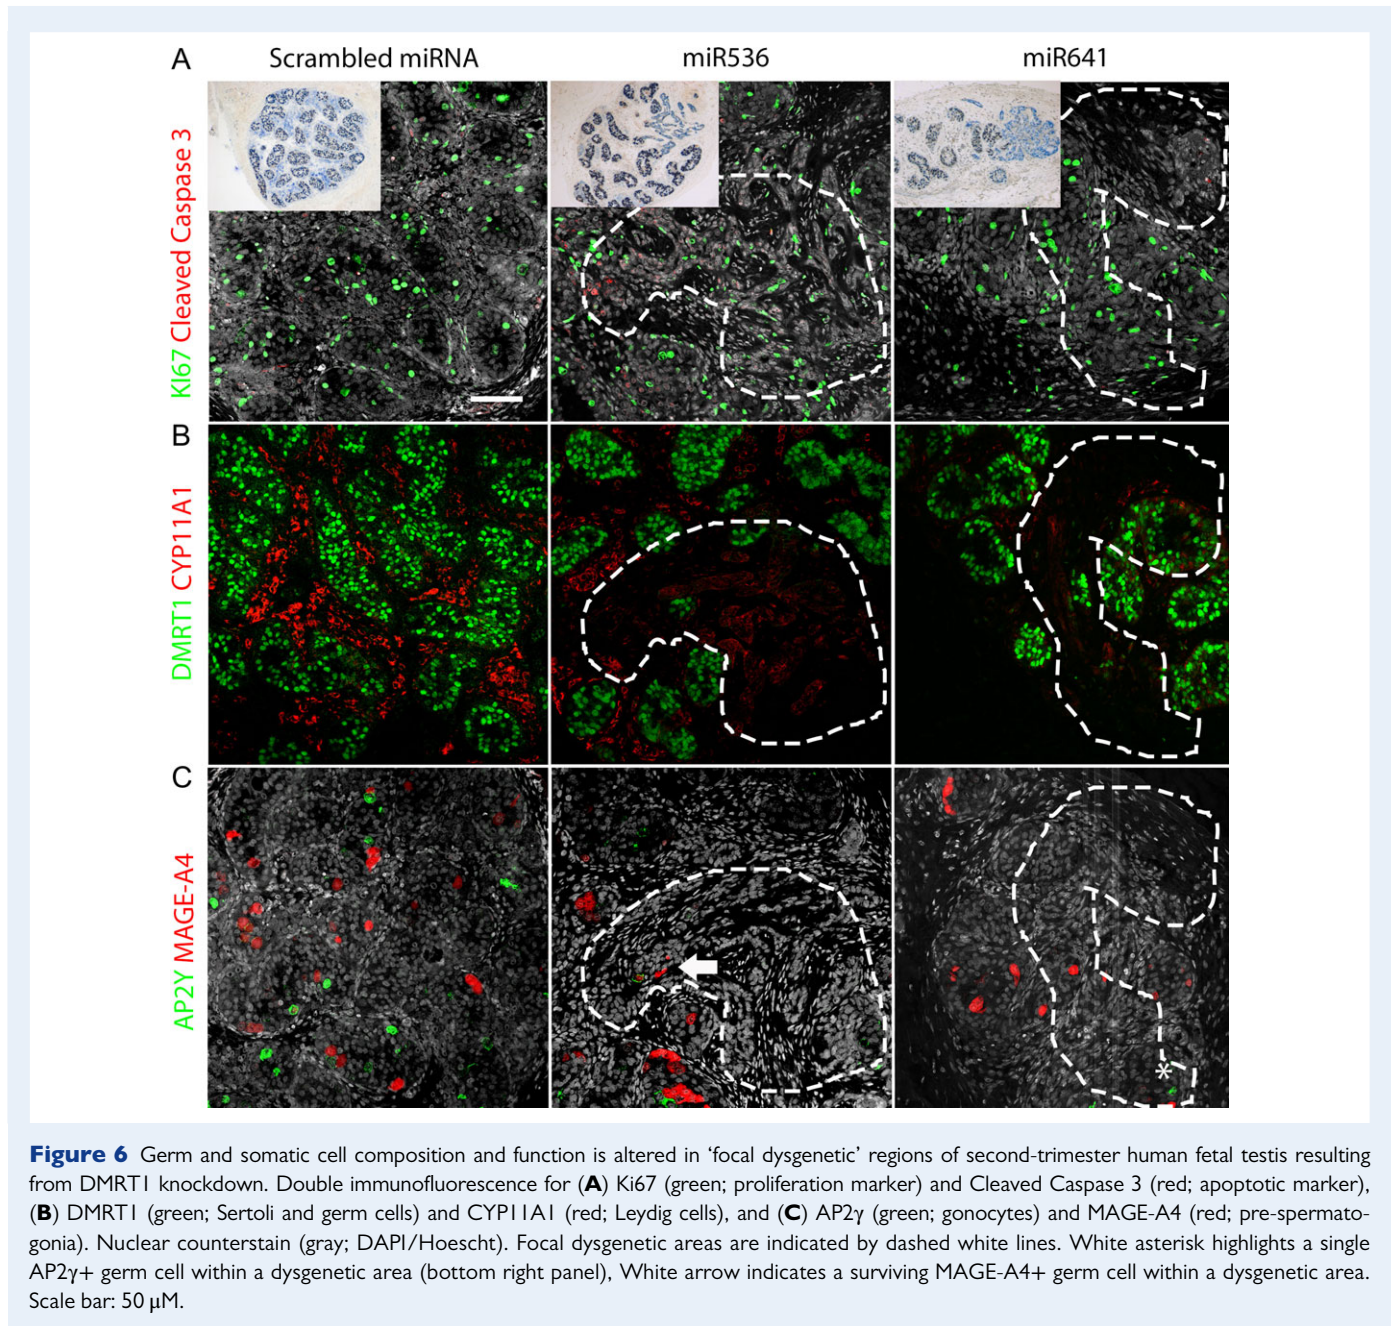 A
Scrambled miRNA
miR536
miR641
KI67 Cleaved Caspase 3
B
DMRT1 CYP11A1
C
AP2Y MAGE-A4
*
Figure 6 Germ and somatic cell composition and function is altered in ‘focal dysgenetic’ regions of second-trimester human fetal testis resulting
from DMRT1 knockdown. Double immunofluorescence for (A) Ki67 (green; proliferation marker) and Cleaved Caspase 3 (red; apoptotic marker),
(B) DMRT1 (green; Sertoli and germ cells) and CYP11A1 (red; Leydig cells), and (C) AP2γ (green; gonocytes) and MAGE-A4 (red; pre-spermato-
gonia). Nuclear counterstain (gray; DAPI/Hoescht). Focal dysgenetic areas are indicated by dashed white lines. White asterisk highlights a single
AP2γ+ germ cell within a dysgenetic area (bottom right panel), White arrow indicates a surviving MAGE-A4+ germ cell within a dysgenetic area.
Scale bar: 50 μM.